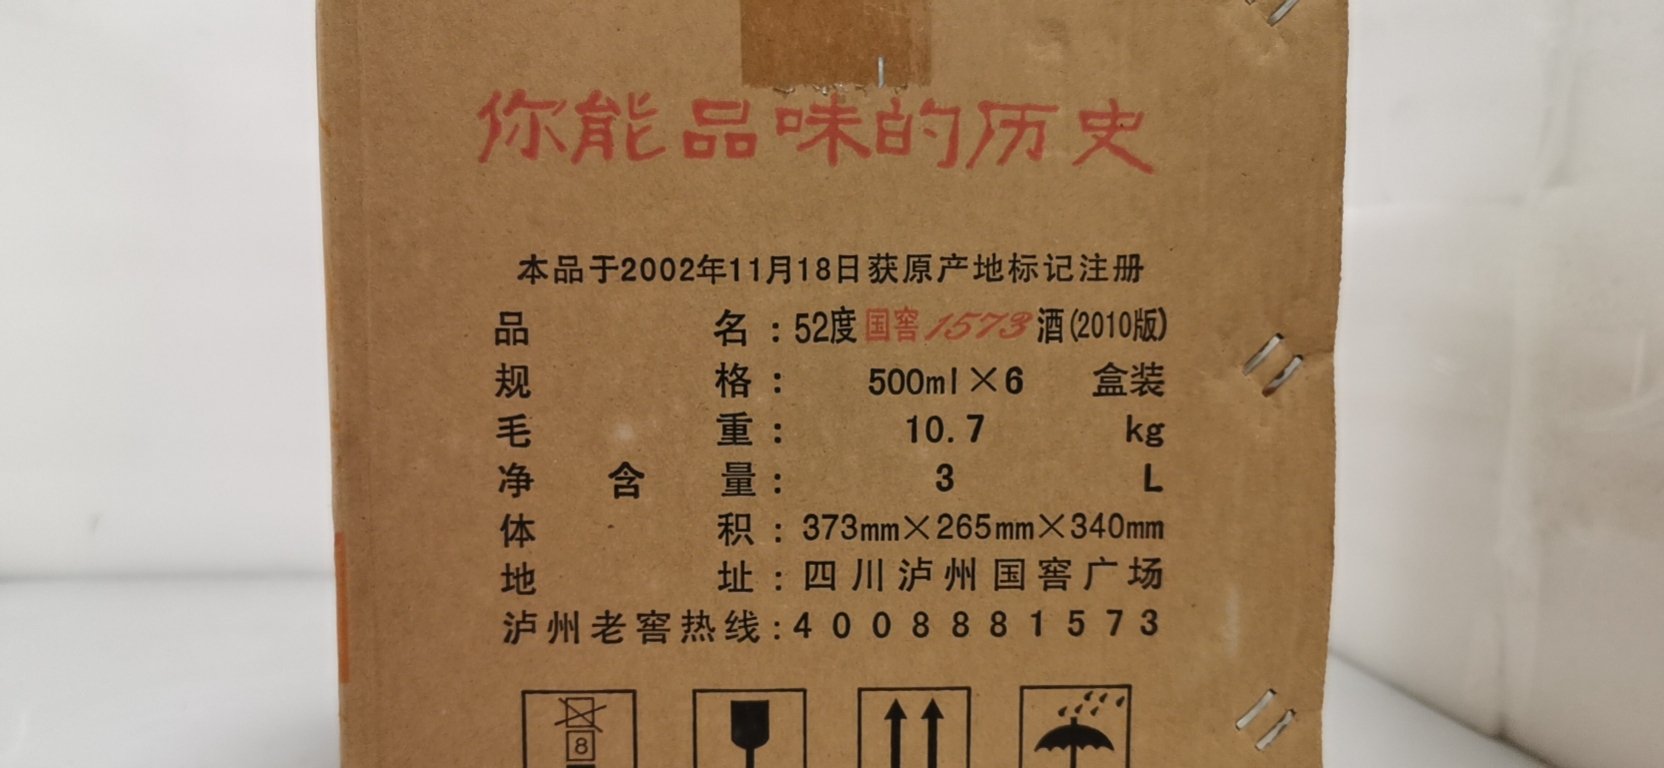 你能品味的历史
本品于2002年11月18日获原产地标记注册
品名：52度国窖1573酒(2010版)
规格：500ml×6 盒装
毛重：10.7 kg
净含量：3 L
体积：373mm×265mm×340mm
地址：四川泸州国窖广场
泸州老窖热线:4008881573
8